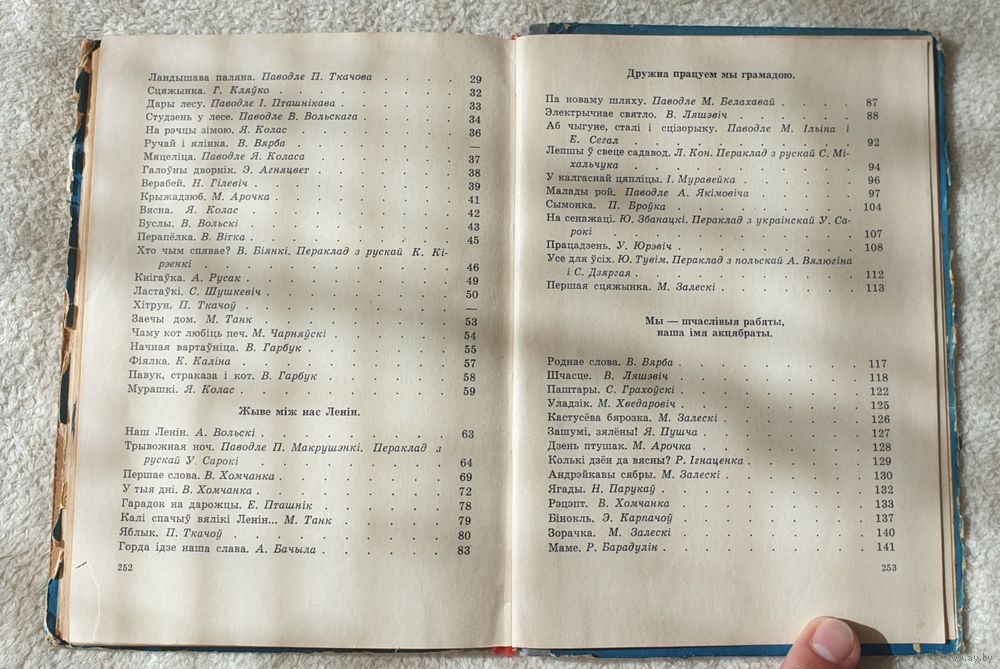 Ландышава паляна. Паводле П. Ткачова . . . . . 29
Сцяжынка. Г. Кляўко . . . . . . . . . 32
Дары лесу. Паводле І. Пташнікава . . . . . . 33
Студзень у лесе. Паводле В. Вольскага . . . . . 34
На рэчцы зімою. Я. Колас . . . . . . . . 36
Ручай і ялінка. В. Вярба . . . . . . . . —
Мяцеліца. Паводле Я. Коласа . . . . . . . 37
Галоўны дворнік. Э. Агняцвет . . . . . . . 38
Верабей. Н. Гілевіч . . . . . . . . . 39
Крыжадзюб. М. Арочка . . . . . . . . . 41
Вясна. Я. Колас . . . . . . . . . . 42
Буслы. В. Вольскі . . . . . . . . . . 43
Перапёлка. В. Вітка . . . . . . . . . 45
Хто чым спявае? В. Біянкі. Пераклад з рускай К. Кі-
рэенкі . . . . . . . . . . . . 46
Кнігаўка. А. Русак . . . . . . . . . . 49
Ластаўкі. С. Шушкевіч . . . . . . . . . 50
Хітрун. П. Ткачоў . . . . . . . . . . —
Заечы дом. М. Танк . . . . . . . . . 53
Чаму кот любіць печ. М. Чарняўскі . . . . . . 54
Начная вартаўніца. В. Гарбук . . . . . . . 55
Фіялка. К. Каліна . . . . . . . . . . 57
Павук, страказа і кот. В. Гарбук . . . . . . 58
Мурашкі. Я. Колас . . . . . . . . . . 59
Жыве між нас Ленін.
Наш Ленін. А. Вольскі . . . . . . . . . 63
Трывожная ноч. Паводле П. Макрушэнкі. Пераклад з
рускай У. Сарокі . . . . . . . . . 64
Першае слова. В. Хомчанка . . . . . . . . 69
У тыя дні. В. Хомчанка . . . . . . . . . 72
Гарадок на дарожцы. Е. Пташнік . . . . . . 78
Калі спачыў вялікі Ленін... М. Танк . . . . . 79
Яблык. П. Ткачоў . . . . . . . . . . 80
Горда ідзе наша слава. А. Бачыла . . . . . . 83
252
Дружна працуем мы грамадою.
Па новаму шляху. Паводле М. Белахавай . . . . 87
Электрычнае святло. В. Ляшэвіч . . . . . . 88
Аб чыгуне, сталі і сцізорыку. Паводле М. Ільіна і
Е. Сегал . . . . . . . . . . . 92
Лепшы ў свеце садавод. Л. Кон. Пераклад з рускай С. Мі-
хальчука . . . . . . . . . . . 94
У калгаснай цяпліцы. І. Муравейка . . . . . . 96
Малады рой. Паводле А. Якімовіча . . . . . . 97
Сымонка. П. Броўка . . . . . . . . . 104
На сенажаці. Ю. Збанацкі. Пераклад з украінскай У. Са-
рокі . . . . . . . . . . . . 107
Працадзень. У. Юрэвіч . . . . . . . . . 108
Усе для ўсіх. Ю. Тувім. Пераклад з польскай А. Вялюгіна
і С. Дзяргая . . . . . . . . . . 112
Першая сцяжынка. М. Залескі . . . . . . . 113
Мы — шчаслівыя рабяты,
наша імя акцябраты.
Роднае слова. В. Вярба . . . . . . . . . 117
Шчасце. В. Ляшэвіч . . . . . . . . . . 118
Паштары. С. Грахоўскі . . . . . . . . . 122
Уладзік. М. Хведаровіч . . . . . . . . . 125
Кастусёва бярозка. М. Залескі . . . . . . . 126
Зашумі, зялёны! Я. Пушча . . . . . . . . 127
Дзень птушак. М. Арочка . . . . . . . . 128
Колькі дзён да вясны? Р. Ігнаценка . . . . . . 129
Андрэйкавы сябры. М. Залескі . . . . . . . 130
Ягады. Н. Парукаў . . . . . . . . . . 132
Рэцэпт. В. Хомчанка . . . . . . . . . 133
Бінокль. Э. Карпачоў . . . . . . . . . 137
Зорачка. М. Залескі . . . . . . . . . 140
Маме. Р. Барадулін . . . . . . . . . . 141
253
www.ay.by